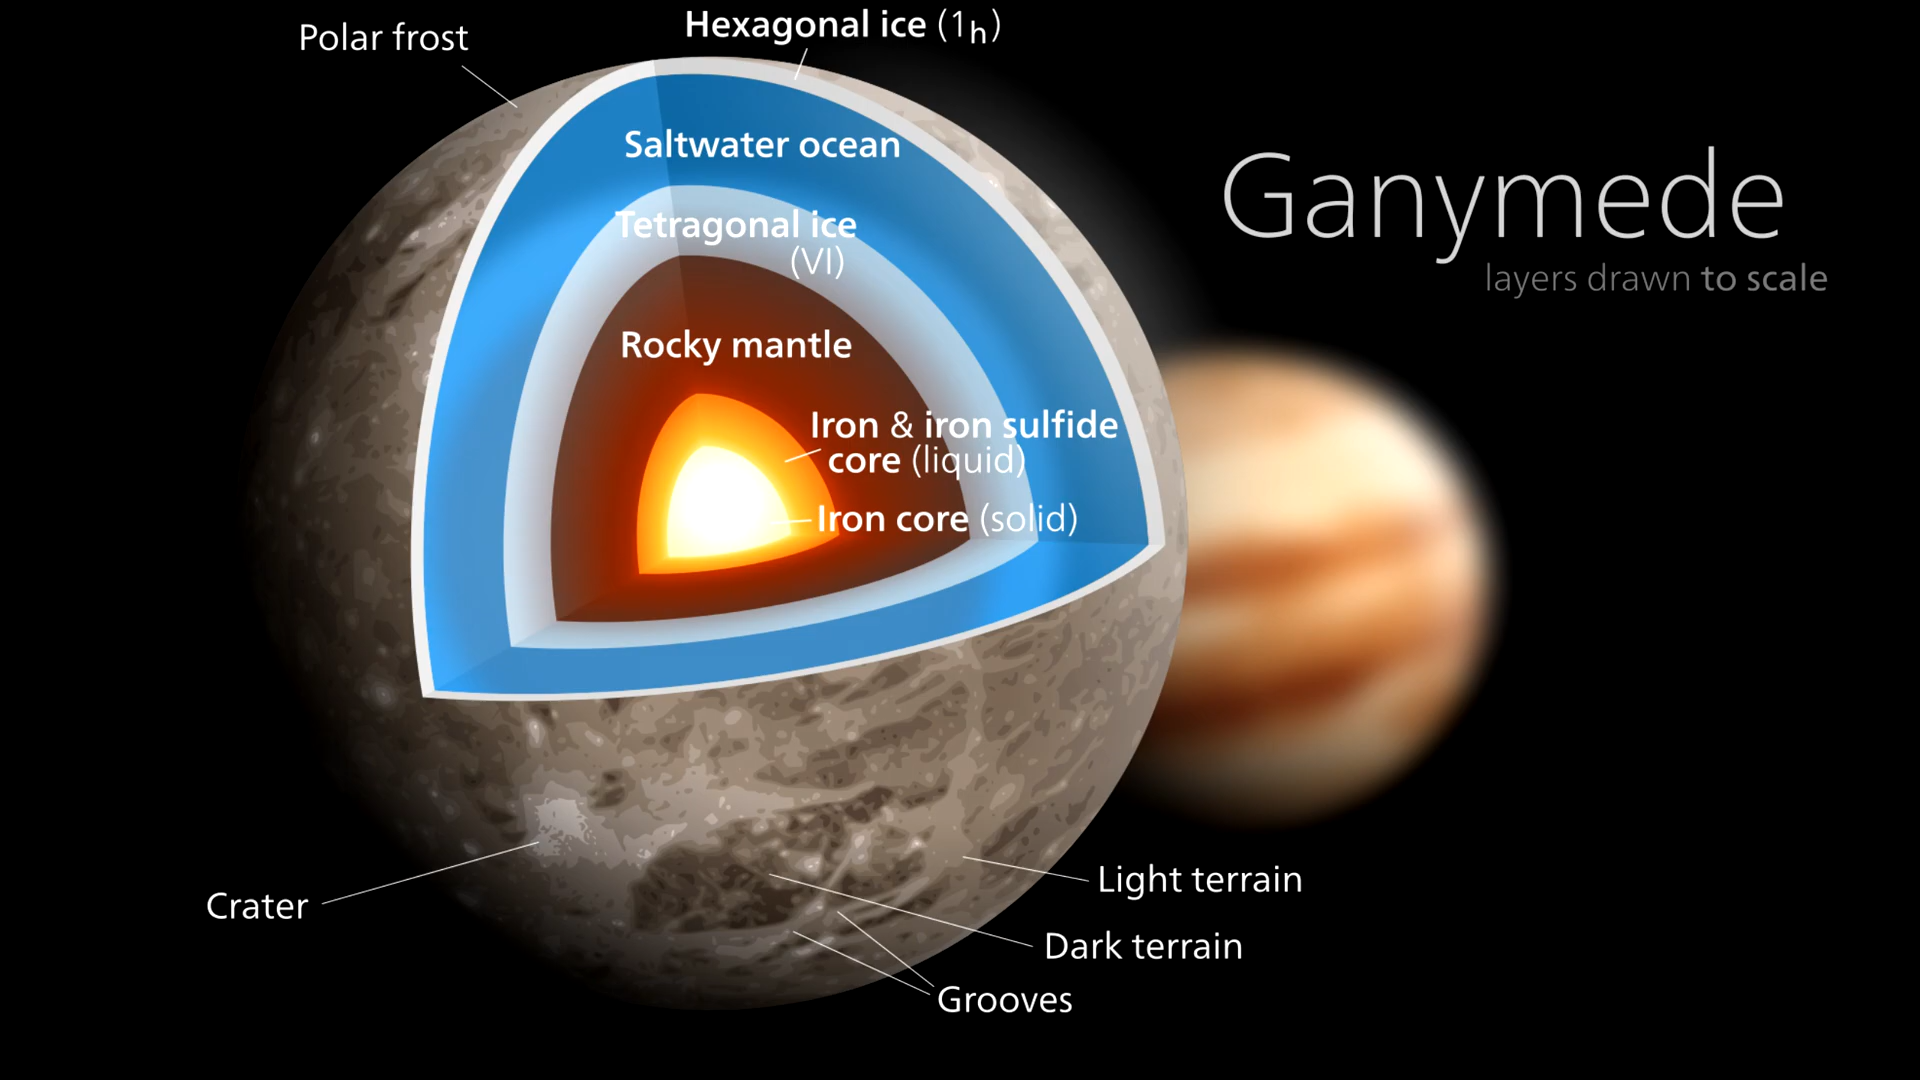 Polar frost
Hexagonal ice (1h)
Saltwater ocean
Tetragonal ice
(VI)
Rocky mantle
Iron & iron sulfide
core (liquid)
Iron core (solid)
Ganymede
layers drawn to scale
Crater
Light terrain
Dark terrain
Grooves